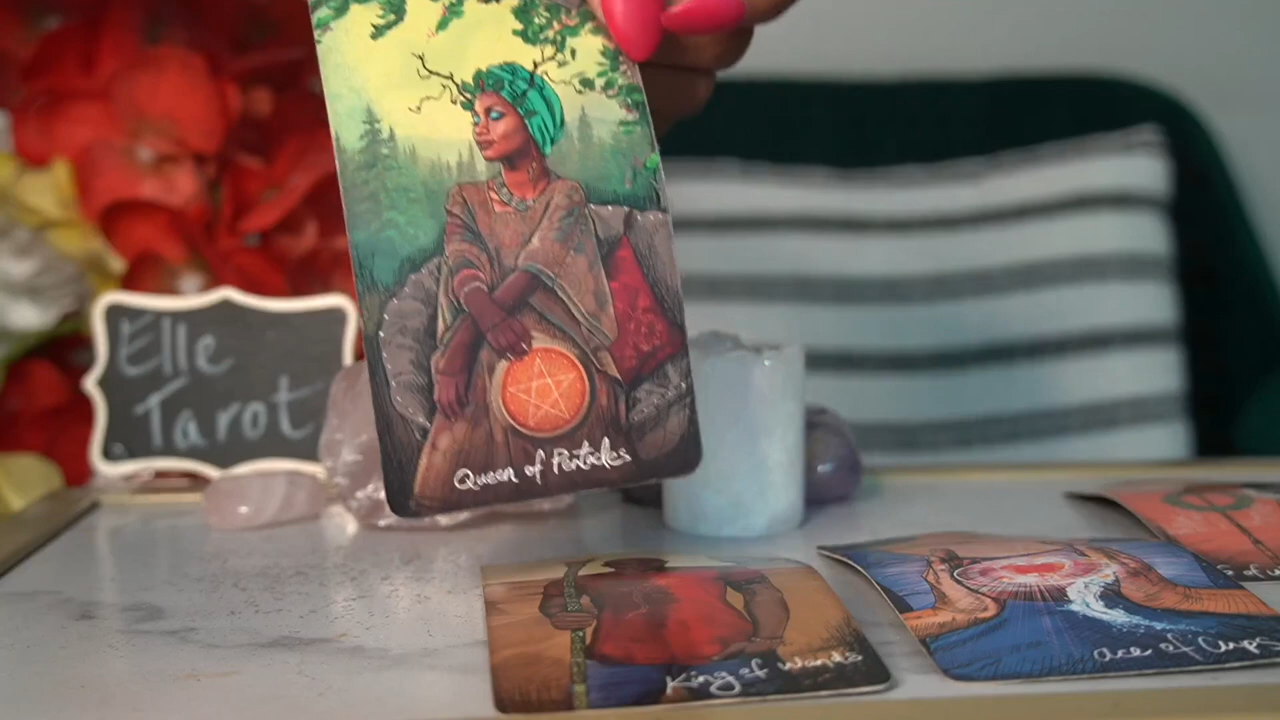 Elle
Tarot
Queen of Pentacles
King of Wands
ace of Cups